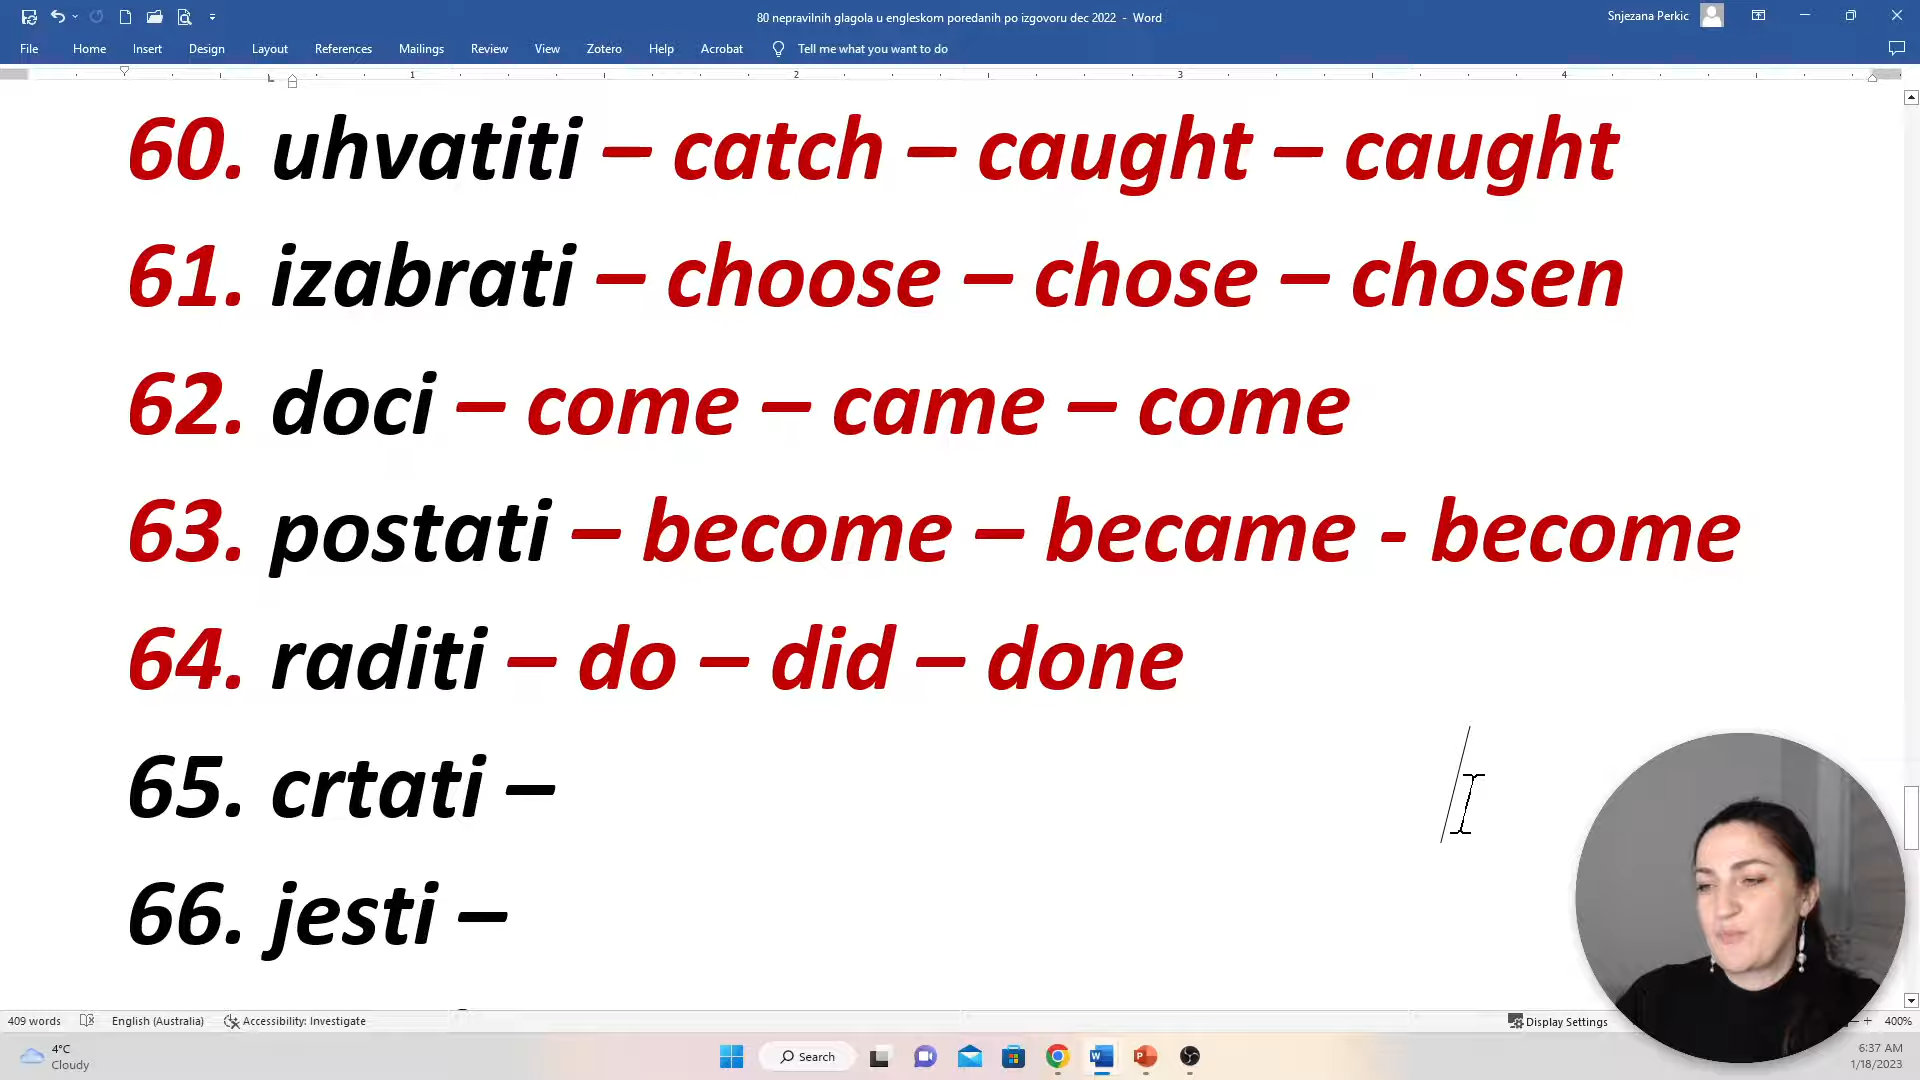 80 nepravilnih glagola u engleskom poredanih po izgovoru dec 2022 - Word
Snjezana Perkic
File Home Insert Design Layout References Mailings Review View Zotero Help Acrobat Tell me what you want to do
1 2 3 4
60. uhvatiti – catch – caught – caught
61. izabrati – choose – chose – chosen
62. doci – come – came – come
63. postati – become – became - become
64. raditi – do – did – done
65. crtati –
66. jesti –
409 words English (Australia) Accessibility: Investigate Display Settings 400%
4°C
Cloudy
Search
6:37 AM
1/18/2023